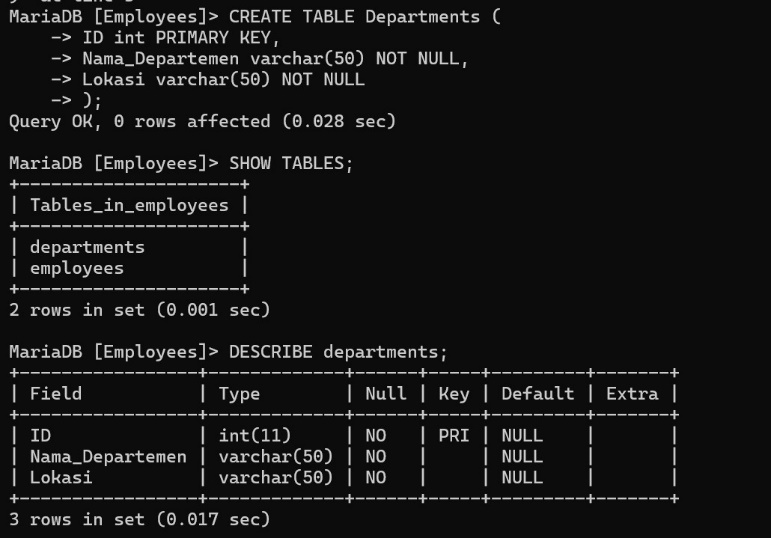 MariaDB [Employees]> CREATE TABLE Departments (
    -> ID int PRIMARY KEY,
    -> Nama_Departemen varchar(50) NOT NULL,
    -> Lokasi varchar(50) NOT NULL
    -> );
Query OK, 0 rows affected (0.028 sec)

MariaDB [Employees]> SHOW TABLES;
+---------------------+
| Tables_in_employees |
+---------------------+
| departments         |
| employees           |
+---------------------+
2 rows in set (0.001 sec)

MariaDB [Employees]> DESCRIBE departments;
+-----------------+-------------+------+-----+---------+-------+
| Field           | Type        | Null | Key | Default | Extra |
+-----------------+-------------+------+-----+---------+-------+
| ID              | int(11)     | NO   | PRI | NULL    |       |
| Nama_Departemen | varchar(50) | NO   |     | NULL    |       |
| Lokasi          | varchar(50) | NO   |     | NULL    |       |
+-----------------+-------------+------+-----+---------+-------+
3 rows in set (0.017 sec)